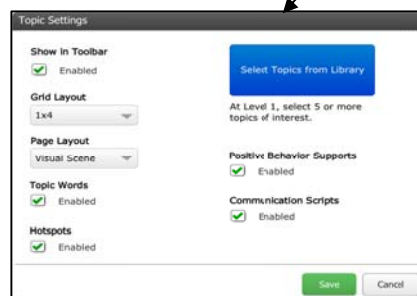 Topic Settings
Show in Toolbar
Enabled
Grid Layout
1x4
Page Layout
Visual Scene
Topic Words
Enabled
Hotspots
Enabled
Select Topics from Library
At Level 1, select 5 or more
topics of interest.
Positive Behavior Supports
Enabled
Communication Scripts
Enabled
Save
Cancel